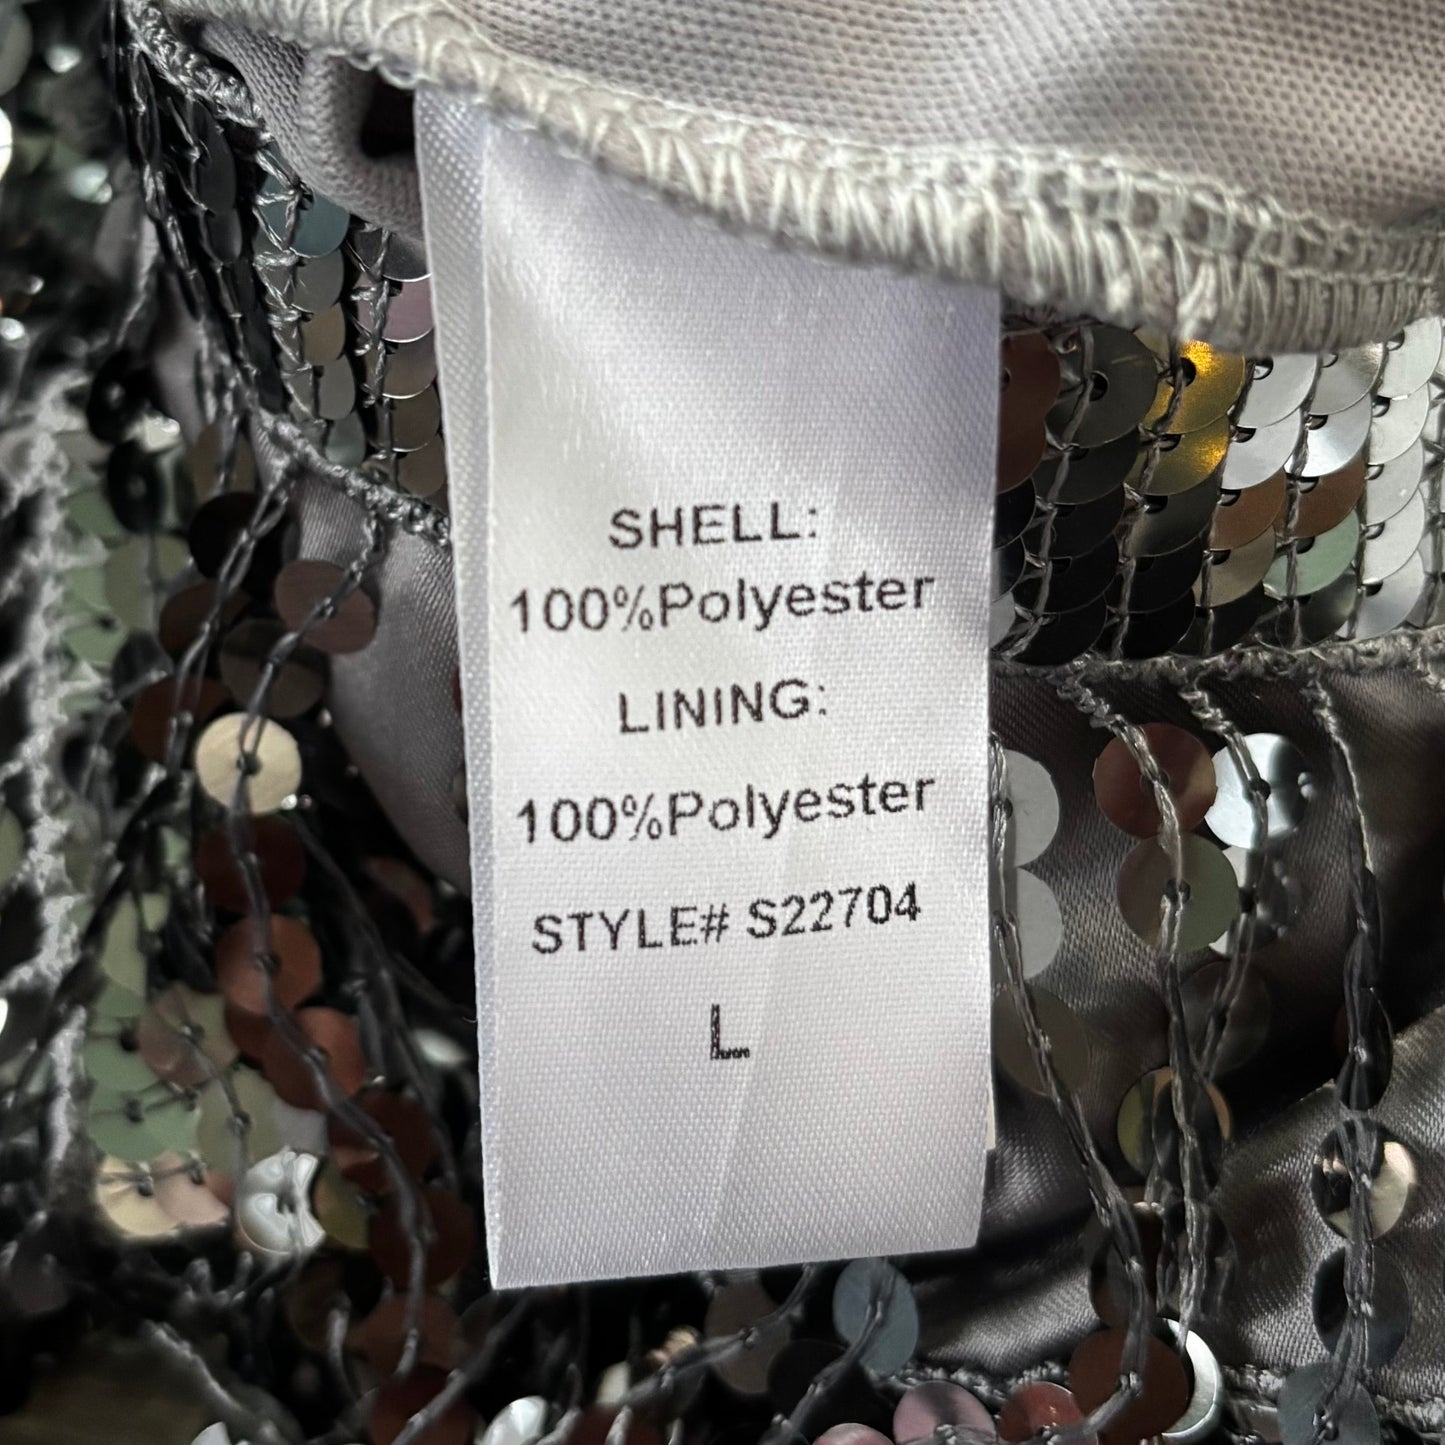 SHELL:
100%Polyester
LINING:
100%Polyester
STYLE# S22704
L